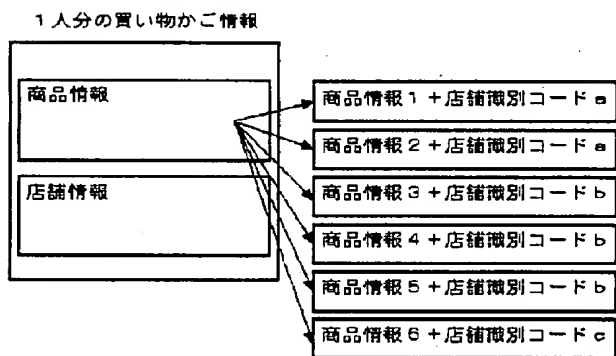 1人分の買い物かご情報
商品情報
店舗情報
商品情報1+店舗識別コードa
商品情報2+店舗識別コードa
商品情報3+店舗識別コードb
商品情報4+店舗識別コードb
商品情報5+店舗識別コードb
商品情報6+店舗識別コードc